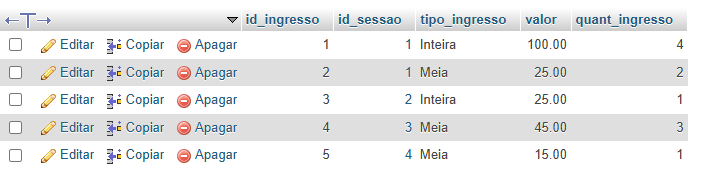 id_ingresso id_sessao tipo_ingresso valor quant_ingresso
Editar Copiar Apagar 1 1 Inteira 100.00 4
Editar Copiar Apagar 2 1 Meia 25.00 2
Editar Copiar Apagar 3 2 Inteira 25.00 1
Editar Copiar Apagar 4 3 Meia 45.00 3
Editar Copiar Apagar 5 4 Meia 15.00 1